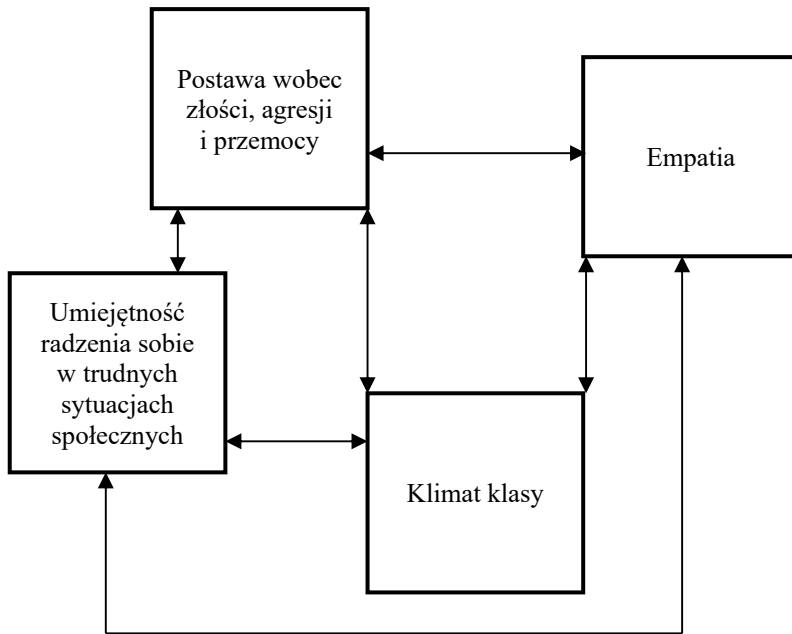 Postawa wobec
złości, agresji
i przemocy
Empatia
Umiejętność
radzenia sobie
w trudnych
sytuacjach
społecznych
Klimat klasy